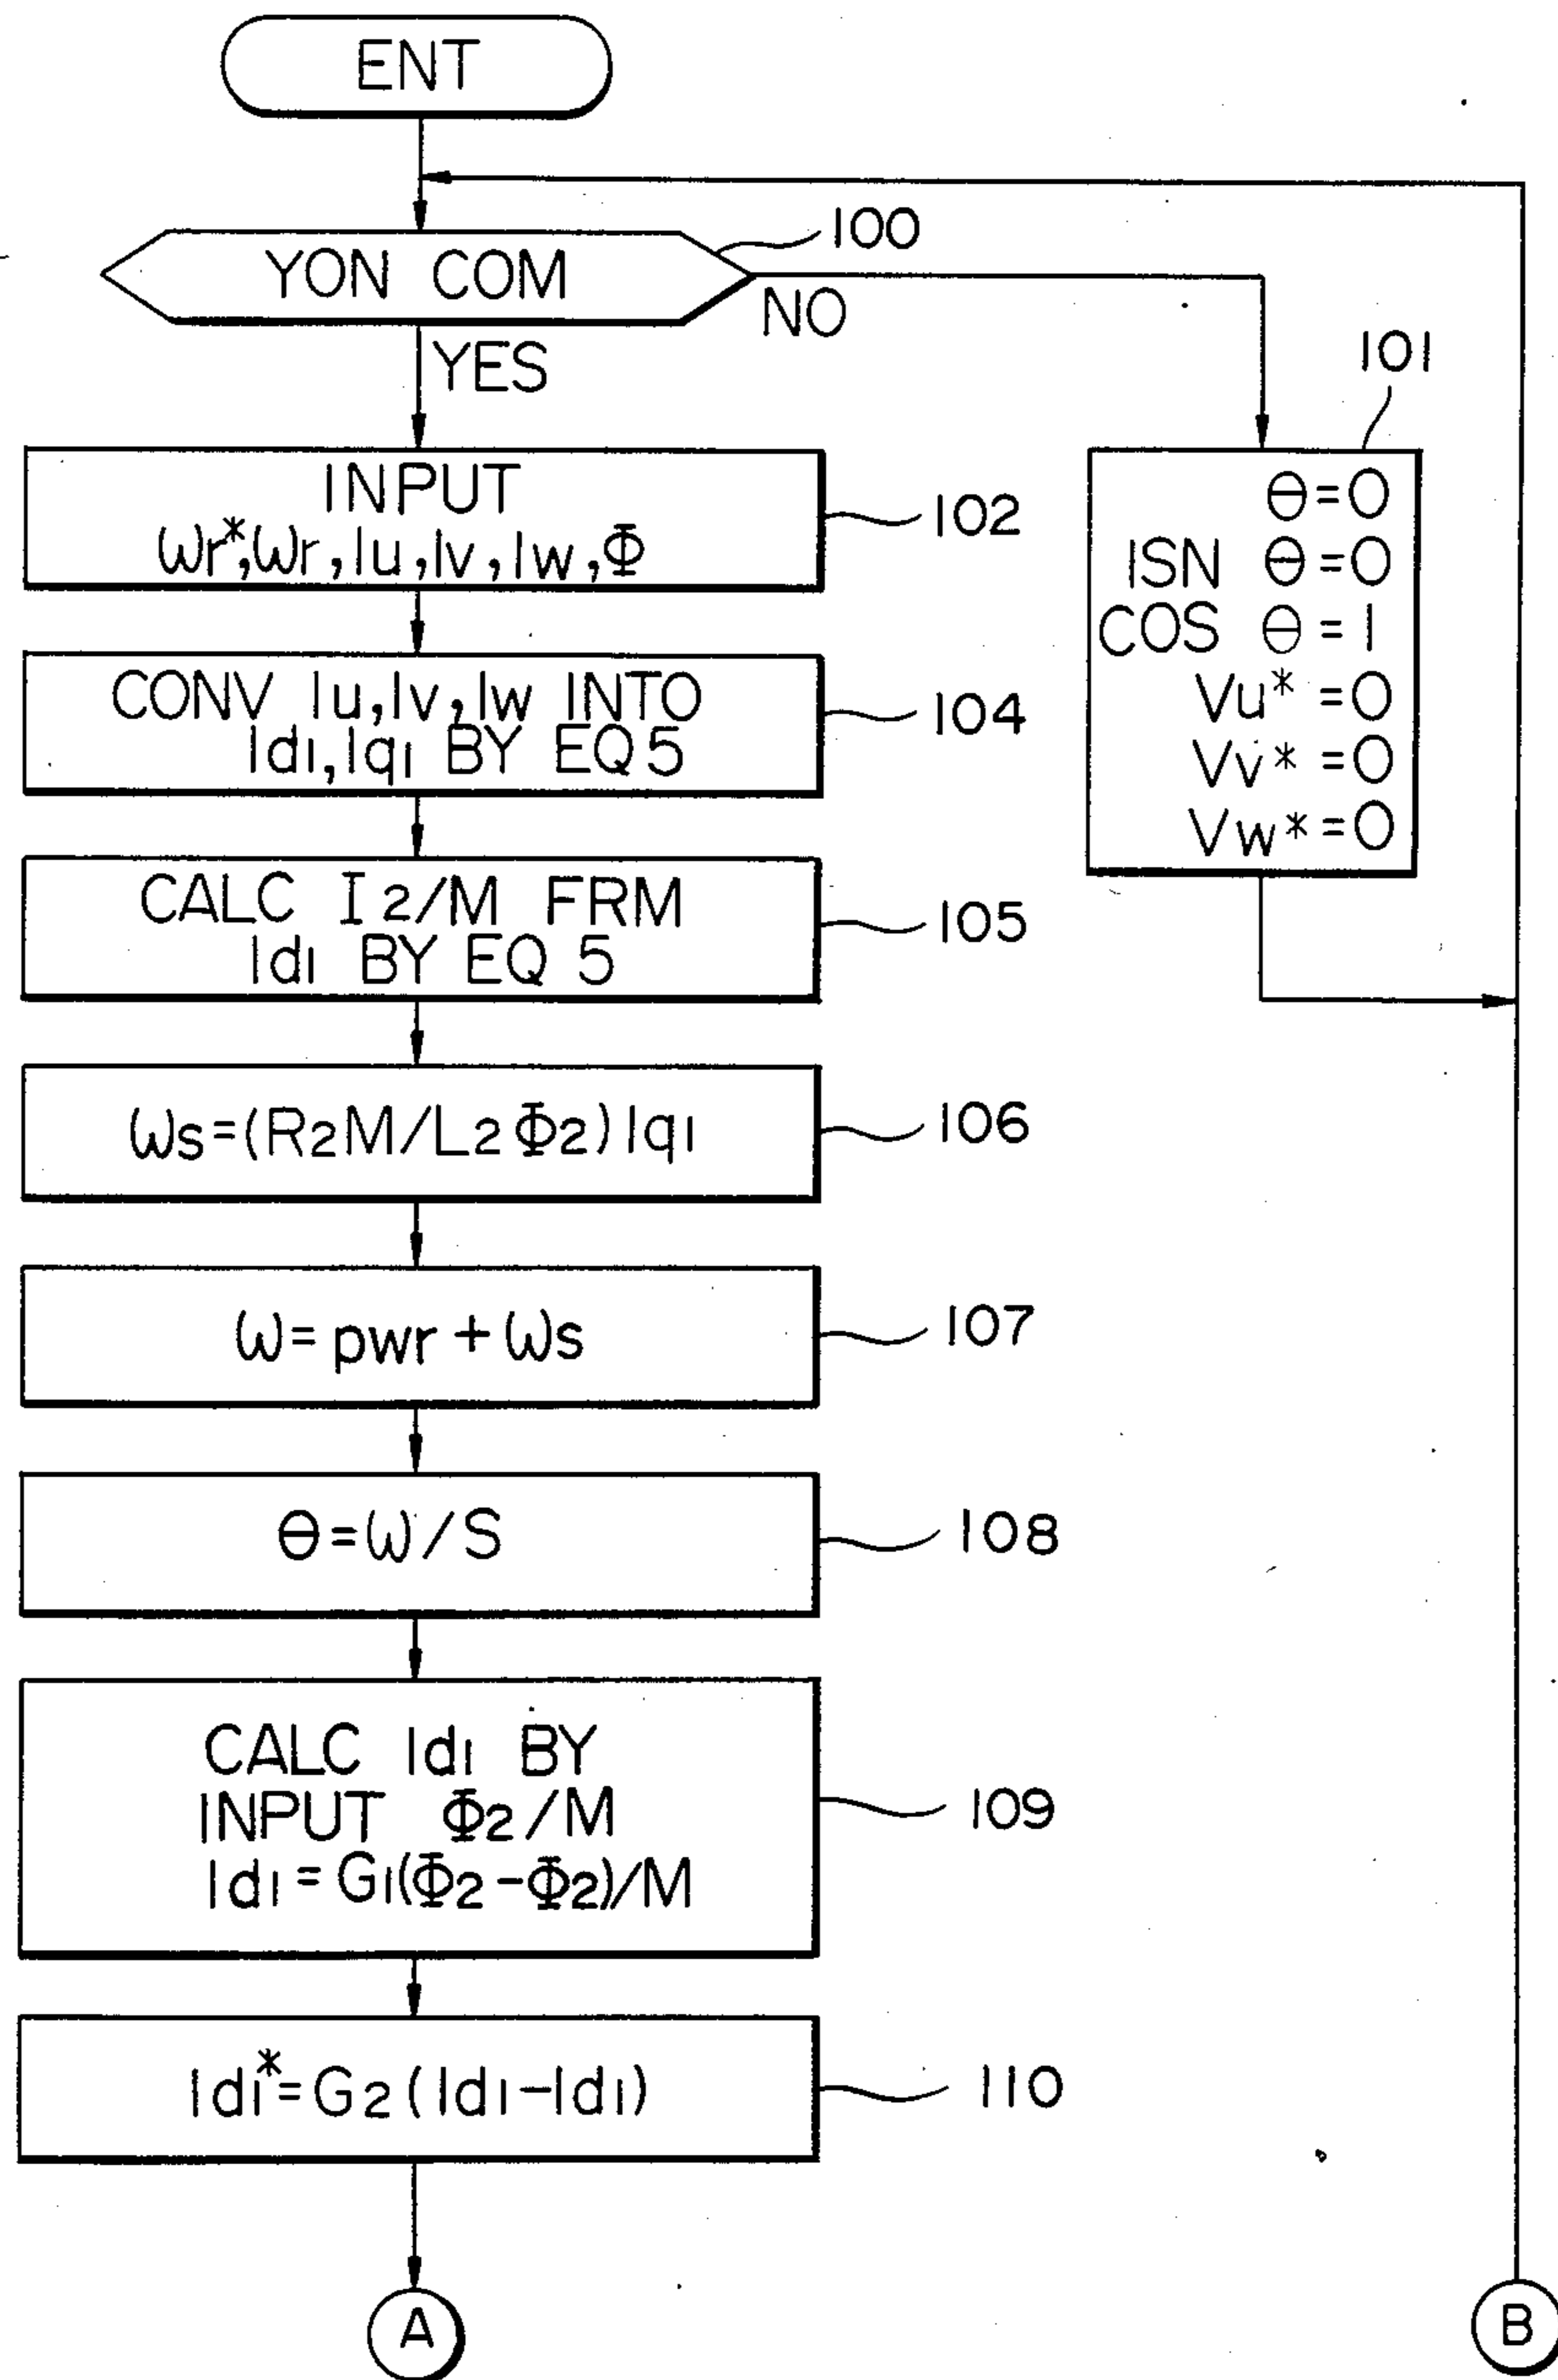 ENT
YON COM
100
NO
YES
101
INPUT
ωr*,ωr,Iu,Iv,Iw,Φ
102
θ=0
ISN θ=0
COS θ=1
Vu*=0
Vv*=0
Vw*=0
CONV Iu,Iv,Iw INTO
Id1,Iq1 BY EQ5
104
CALC I2/M FRM
Id1 BY EQ 5
105
ωs=(R2M/L2Φ2)Iq1
106
ω=pwr+ωs
107
θ=ω/S
108
CALC Id1 BY
INPUT Φ2/M
Id1=G1(Φ2-Φ2)/M
109
Id1*=G2(Id1-Id1)
110
A
B